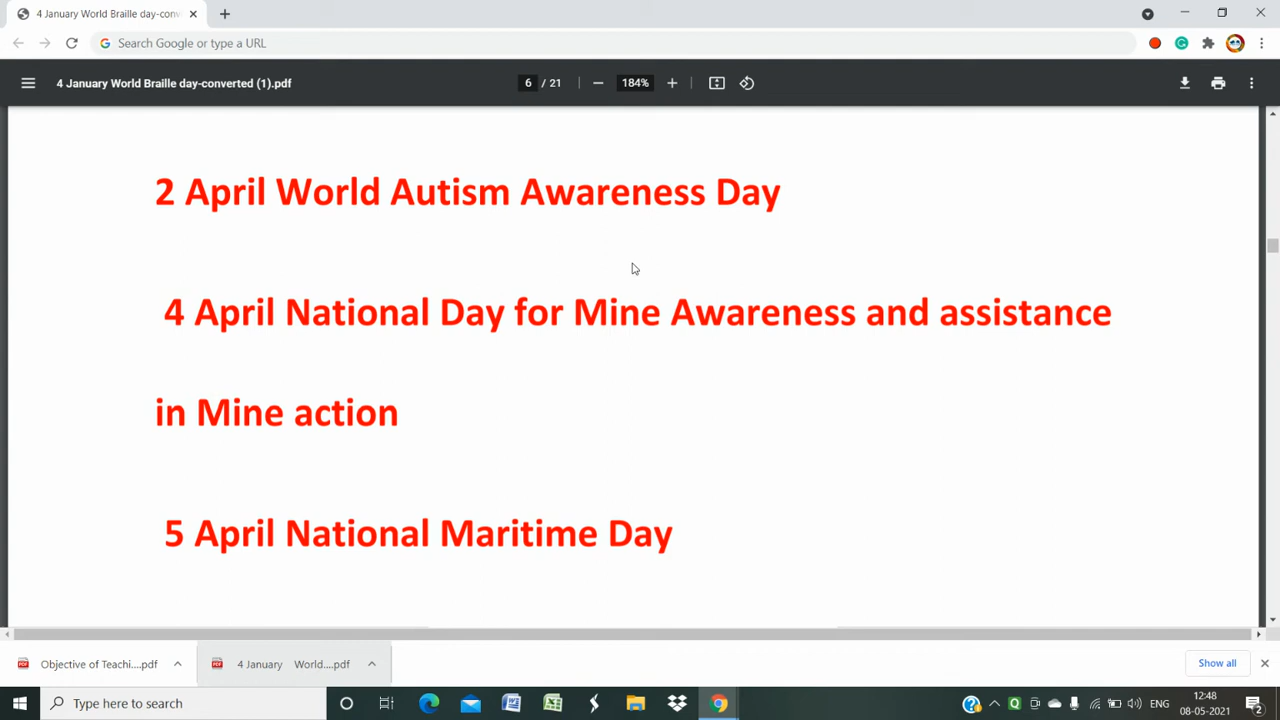 4 January World Braille day-conv
Search Google or type a URL
4 January World Braille day-converted (1).pdf
6 / 21
184%
2 April World Autism Awareness Day
4 April National Day for Mine Awareness and assistance
in Mine action
5 April National Maritime Day
Objective of Teachi....pdf
4 January World....pdf
Show all
Type here to search
ENG
12:48
08-05-2021
2